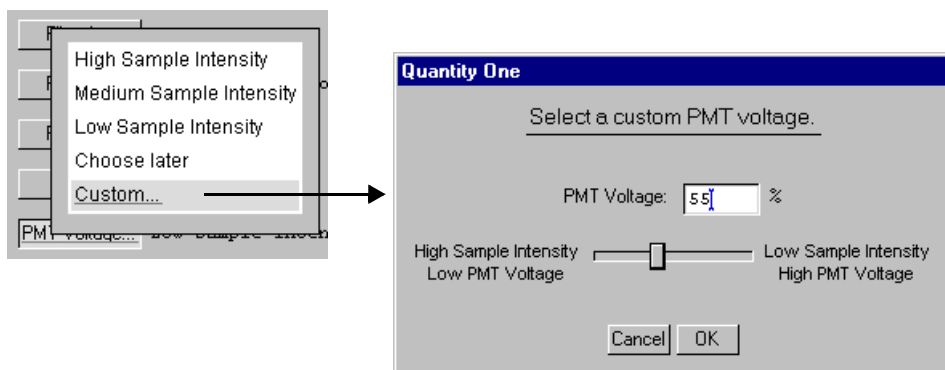 High Sample Intensity
Medium Sample Intensity
Low Sample Intensity
Choose later
Custom...
Quantity One
Select a custom PMT voltage.
PMT Voltage: 55 %
High Sample Intensity
Low PMT Voltage
Low Sample Intensity
High PMT Voltage
Cancel OK